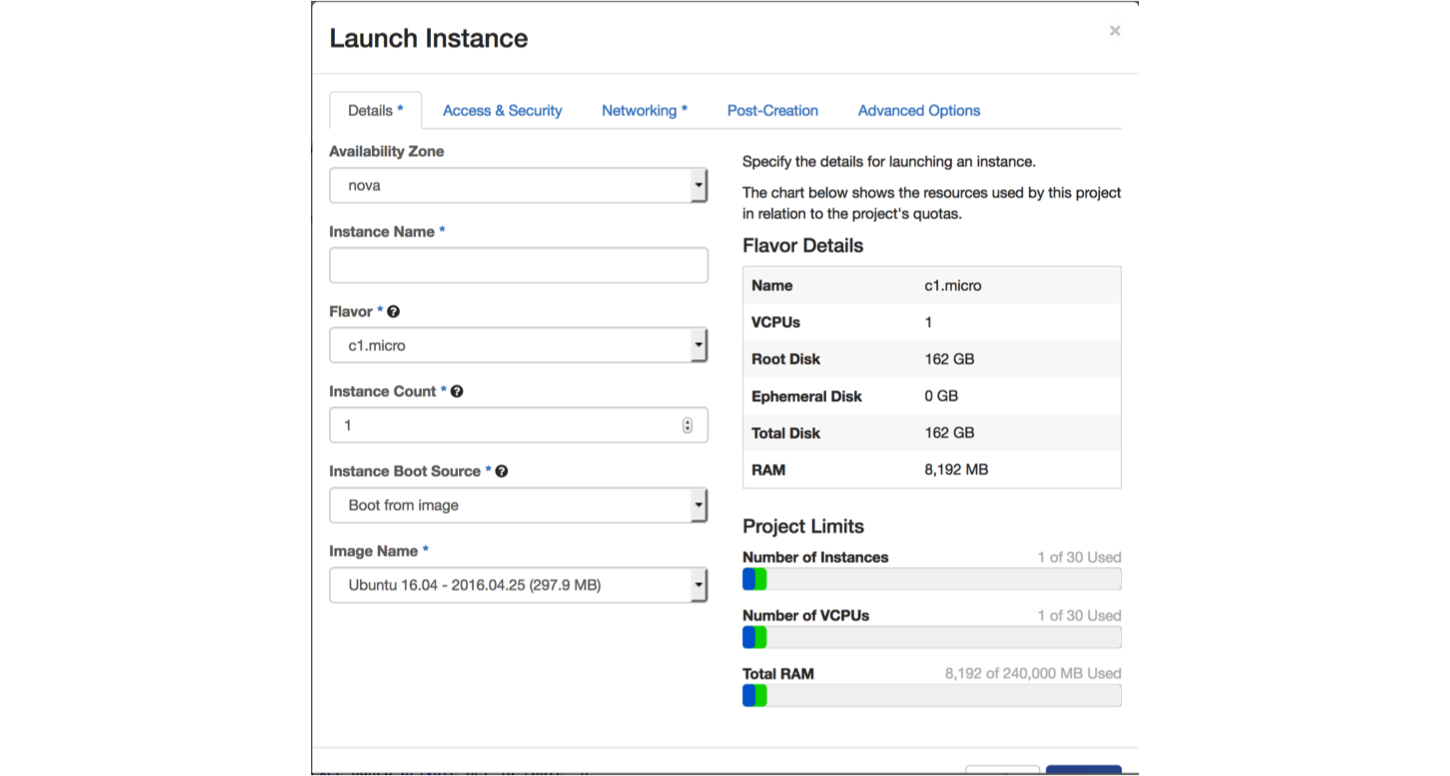 Launch Instance
×
Details *
Access & Security
Networking *
Post-Creation
Advanced Options
Availability Zone
nova
Instance Name *
Flavor *
c1.micro
Instance Count *
1
Instance Boot Source *
Boot from image
Image Name *
Ubuntu 16.04 - 2016.04.25 (297.9 MB)
Specify the details for launching an instance.
The chart below shows the resources used by this project
in relation to the project's quotas.
Flavor Details
Name c1.micro
VCPUs 1
Root Disk 162 GB
Ephemeral Disk 0 GB
Total Disk 162 GB
RAM 8,192 MB
Project Limits
Number of Instances 1 of 30 Used
Number of VCPUs 1 of 30 Used
Total RAM 8,192 of 240,000 MB Used